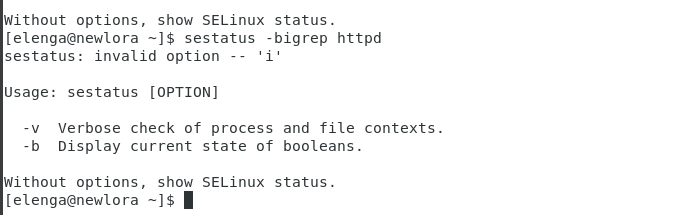 Without options, show SELinux status.
[elenga@newlora ~]$ sestatus -bigrep httpd
sestatus: invalid option -- 'i'
Usage: sestatus [OPTION]
-v Verbose check of process and file contexts.
-b Display current state of booleans.
Without options, show SELinux status.
[elenga@newlora ~]$